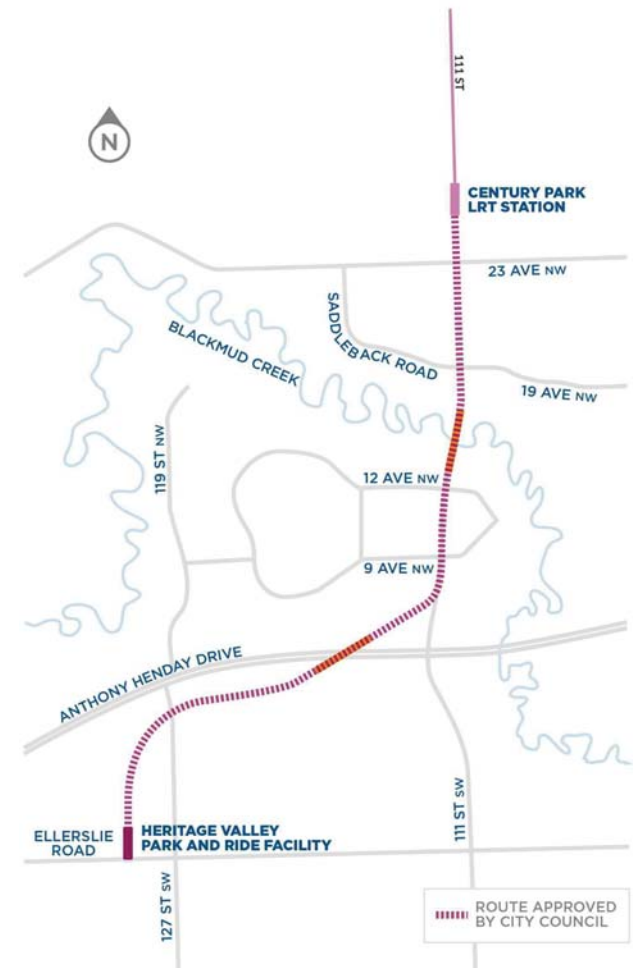 111 ST
N
CENTURY PARK
LRT STATION
23 AVE NW
SADDLEBACK ROAD
BLACKMUD CREEK
19 AVE NW
119 ST NW
12 AVE NW
9 AVE NW
ANTHONY HENDAY DRIVE
111 ST SW
ELLERSLIE
ROAD
HERITAGE VALLEY
PARK AND RIDE FACILITY
127 ST SW
ROUTE APPROVED
BY CITY COUNCIL